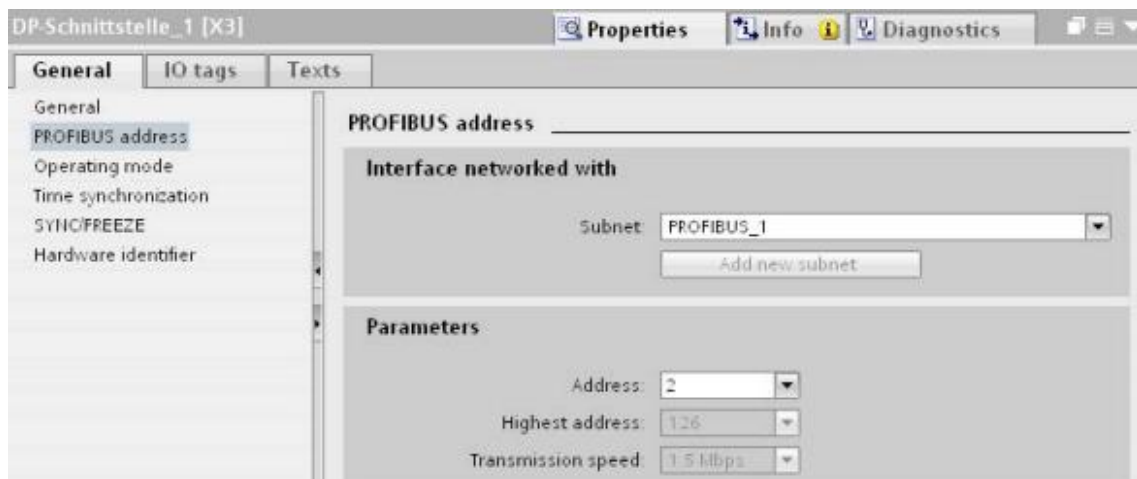 DP-Schnittstelle_1 [X3]
Properties
Info
Diagnostics
General
IO tags
Texts
General
PROFIBUS address
Operating mode
Time synchronization
SYNC/FREEZE
Hardware identifier
PROFIBUS address
Interface networked with
Subnet: PROFIBUS_1
Add new subnet
Parameters
Address: 2
Highest address: 126
Transmission speed: 1.5 Mbps